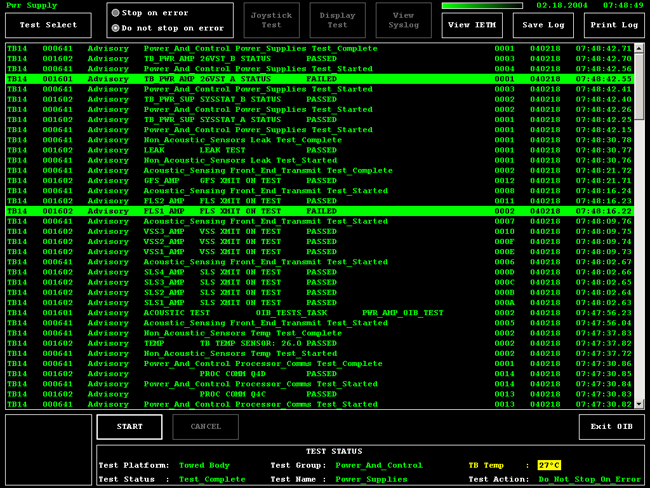 Pwr Supply 02.18.2004 07:48:49
Test Select Stop on error Do not stop on error Joystick Test Display Test View Syslog View IETM Save Log Print Log
TB14 000641 Advisory Power_And_Control Power_Supplies Test_Complete 0001 040218 07:48:42.71
TB14 001602 Advisory TB_PWR_AMP 26VST_B STATUS PASSED 0003 040218 07:48:42.70
TB14 000641 Advisory Power_And_Control Power_Supplies Test_Started 0004 040218 07:48:42.56
TB14 001601 Advisory TB_PWR_AMP 26VST_A STATUS FAILED 0001 040218 07:48:42.55
TB14 000641 Advisory Power_And_Control Power_Supplies Test_Started 0003 040218 07:48:42.41
TB14 001602 Advisory TB_PWR_SUP SYSSTAT_B STATUS PASSED 0002 040218 07:48:42.40
TB14 000641 Advisory Power_And_Control Power_Supplies Test_Started 0002 040218 07:48:42.26
TB14 001602 Advisory TB_PWR_SUP SYSSTAT_A STATUS PASSED 0001 040218 07:48:42.25
TB14 000641 Advisory Power_And_Control Power_Supplies Test_Started 0001 040218 07:48:42.15
TB14 000641 Advisory Non_Acoustic_Sensors Leak Test_Complete 0001 040218 07:48:30.78
TB14 001602 Advisory LEAK LEAK TEST PASSED 0001 040218 07:48:30.77
TB14 000641 Advisory Non_Acoustic_Sensors Leak Test_Started 0001 040218 07:48:30.76
TB14 000641 Advisory Acoustic_Sensing Front_End_Transmit Test_Complete 0002 040218 07:48:21.72
TB14 001602 Advisory GFS_AMP GFS XMIT ON TEST PASSED 0012 040218 07:48:21.71
TB14 000641 Advisory Acoustic_Sensing Front_End_Transmit Test_Started 0008 040218 07:48:16.24
TB14 001602 Advisory FLS2_AMP FLS XMIT ON TEST PASSED 0011 040218 07:48:16.23
TB14 001602 Advisory FLS1_AMP FLS XMIT ON TEST FAILED 0002 040218 07:48:16.22
TB14 000641 Advisory Acoustic_Sensing Front_End_Transmit Test_Started 0007 040218 07:48:09.76
TB14 001602 Advisory VSS3_AMP VSS XMIT ON TEST PASSED 0010 040218 07:48:09.75
TB14 001602 Advisory VSS2_AMP VSS XMIT ON TEST PASSED 000F 040218 07:48:09.74
TB14 001602 Advisory VSS1_AMP VSS XMIT ON TEST PASSED 000E 040218 07:48:09.73
TB14 000641 Advisory Acoustic_Sensing Front_End_Transmit Test_Started 0006 040218 07:48:02.67
TB14 001602 Advisory SLS4_AMP SLS XMIT ON TEST PASSED 000D 040218 07:48:02.66
TB14 001602 Advisory SLS3_AMP SLS XMIT ON TEST PASSED 000C 040218 07:48:02.65
TB14 001602 Advisory SLS2_AMP SLS XMIT ON TEST PASSED 000B 040218 07:48:02.64
TB14 001602 Advisory SLS1_AMP SLS XMIT ON TEST PASSED 000A 040218 07:48:02.63
TB14 001601 Advisory ACOUSTIC TEST OIB_TESTS_TASK PWR_AMP_OIB_TEST 0002 040218 07:47:56.23
TB14 000641 Advisory Acoustic_Sensing Front_End_Transmit Test_Started 0005 040218 07:47:56.04
TB14 000641 Advisory Non_Acoustic_Sensors Temp Test_Complete 0002 040218 07:47:37.83
TB14 001602 Advisory TEMP TB TEMP SENSOR: 26.0 PASSED 0002 040218 07:47:37.82
TB14 000641 Advisory Non_Acoustic_Sensors Temp Test_Started 0002 040218 07:47:37.72
TB14 000641 Advisory Power_And_Control Processor_Comms Test_Complete 0001 040218 07:47:30.86
TB14 001602 Advisory PROC COMM Q4D PASSED 0014 040218 07:47:30.85
TB14 000641 Advisory Power_And_Control Processor_Comms Test_Started 0014 040218 07:47:30.84
TB14 001602 Advisory PROC COMM Q4C PASSED 0013 040218 07:47:30.83
TB14 000641 Advisory Power_And_Control Processor_Comms Test_Started 0013 040218 07:47:30.82
START CANCEL Exit OIB
TEST STATUS
Test Platform: Towed Body Test Group: Power_And_Control TB Temp : 27°C
Test Status : Test_Complete Test Name : Power_Supplies Test Action: Do_Not_Stop_On_Error